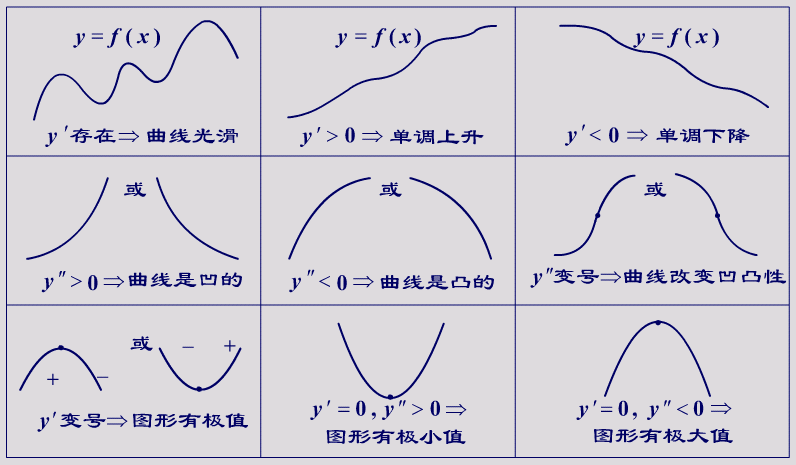 y = f ( x )
y = f ( x )
y = f ( x )
y ′ 存在⇒ 曲线光滑
y ′ > 0 ⇒ 单调上升
y ′ < 0 ⇒ 单调下降
或
或
或
y ″ > 0 ⇒曲线是凹的
y ″ < 0 ⇒ 曲线是凸的
y″变号⇒曲线改变凹凸性
或 − +
+ −
y′变号⇒图形有极值
y ′ = 0 , y ″ > 0 ⇒
图形有极小值
y ′ = 0 , y ″ < 0 ⇒
图形有极大值